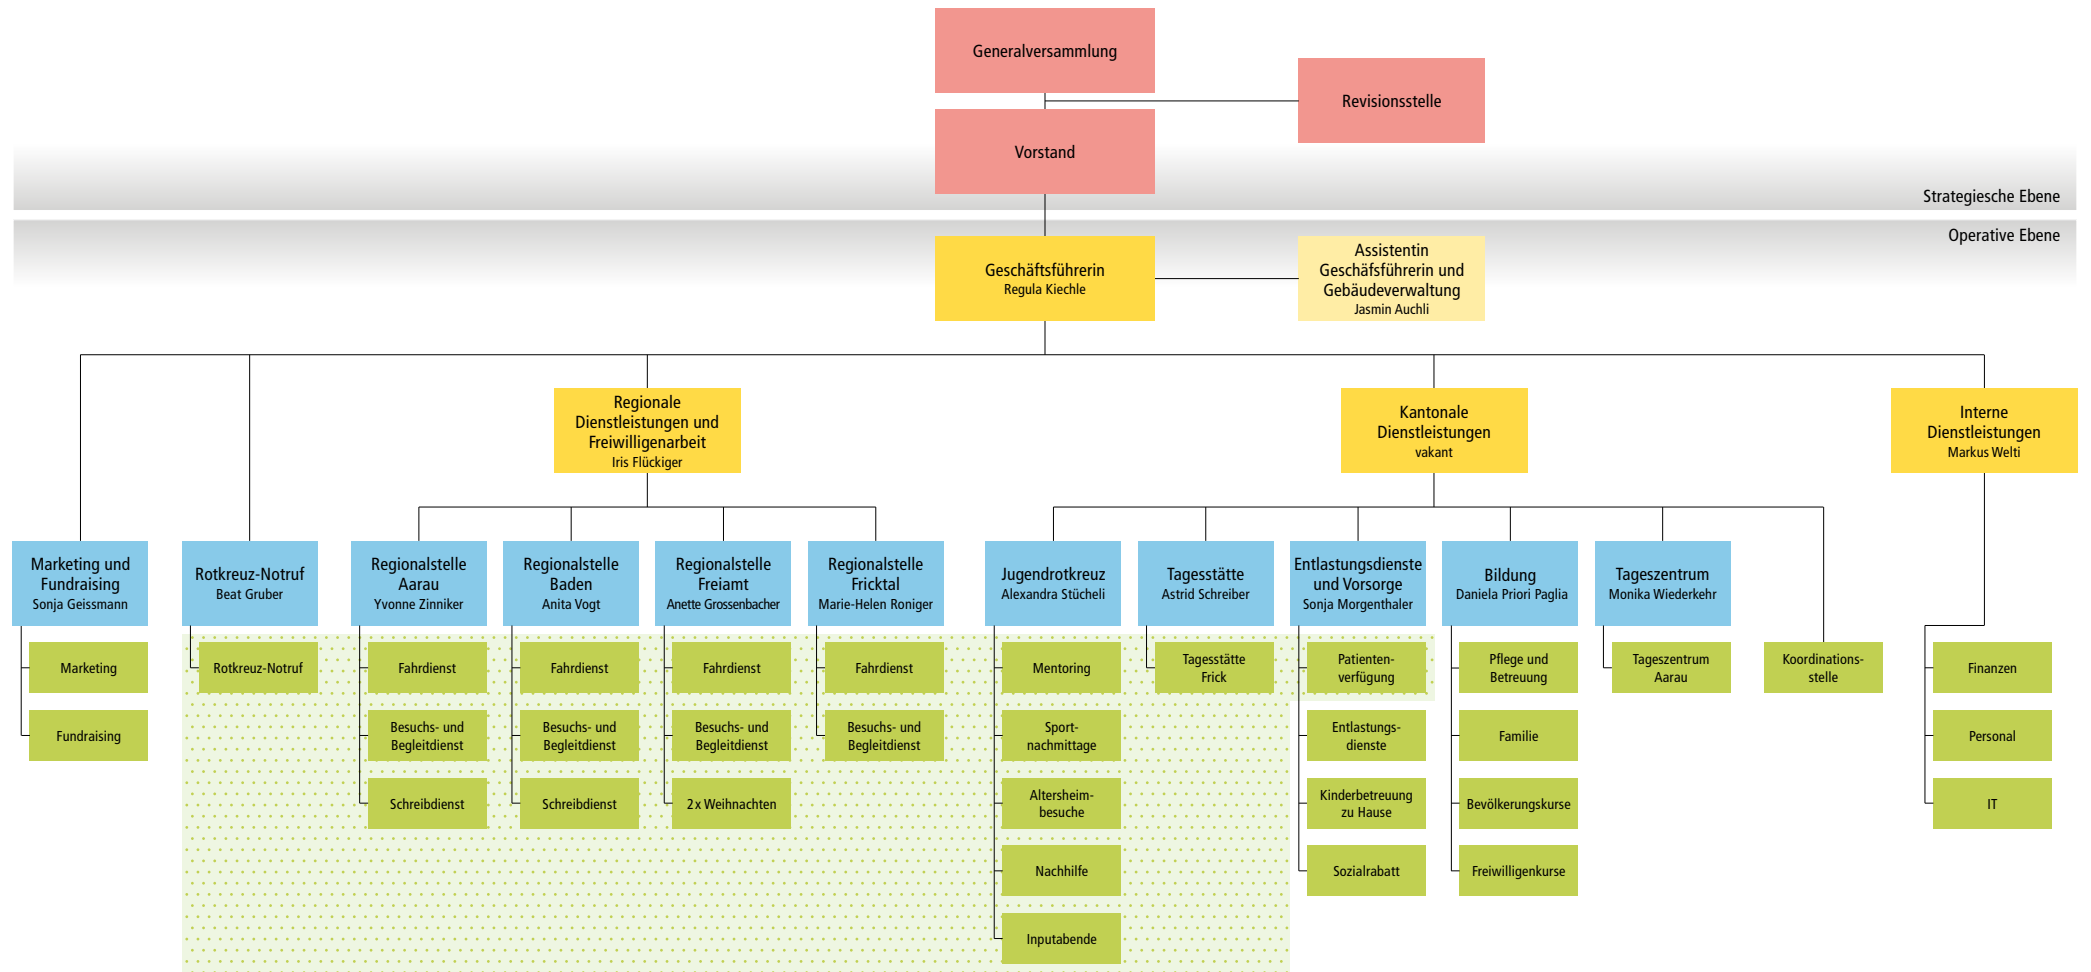 Generalversammlung
Revisionsstelle
Vorstand
Strategiesche Ebene
Operative Ebene
Geschäftsführerin
Regula Kiechle
Assistentin
Geschäfsführerin und
Gebäudeverwaltung
Jasmin Auchli
Regionale
Dienstleistungen und
Freiwilligenarbeit
Iris Flückiger
Kantonale
Dienstleistungen
vakant
Interne
Dienstleistungen
Markus Welti
Marketing und
Fundraising
Sonja Geissmann
Rotkreuz-Notruf
Beat Gruber
Regionalstelle
Aarau
Yvonne Zinniker
Regionalstelle
Baden
Anita Vogt
Regionalstelle
Freiamt
Anette Grossenbacher
Regionalstelle
Fricktal
Marie-Helen Roniger
Jugendrotkreuz
Alexandra Stücheli
Tagesstätte
Astrid Schreiber
Entlastungsdienste
und Vorsorge
Sonja Morgenthaler
Bildung
Daniela Priori Paglia
Tageszentrum
Monika Wiederkehr
Marketing
Rotkreuz-Notruf
Fahrdienst
Fahrdienst
Fahrdienst
Fahrdienst
Mentoring
Tagesstätte
Frick
Patienten-
verfügung
Pflege und
Betreuung
Tageszentrum
Aarau
Koordinations-
stelle
Finanzen
Fundraising
Besuchs- und
Begleitdienst
Besuchs- und
Begleitdienst
Besuchs- und
Begleitdienst
Besuchs- und
Begleitdienst
Sport-
nachmittage
Entlastungs-
dienste
Familie
Personal
Schreibdienst
Schreibdienst
2x Weihnachten
Altersheim-
besuche
Kinderbetreuung
zu Hause
Bevölkerungskurse
IT
Nachhilfe
Sozialrabatt
Freiwilligenkurse
Inputabende